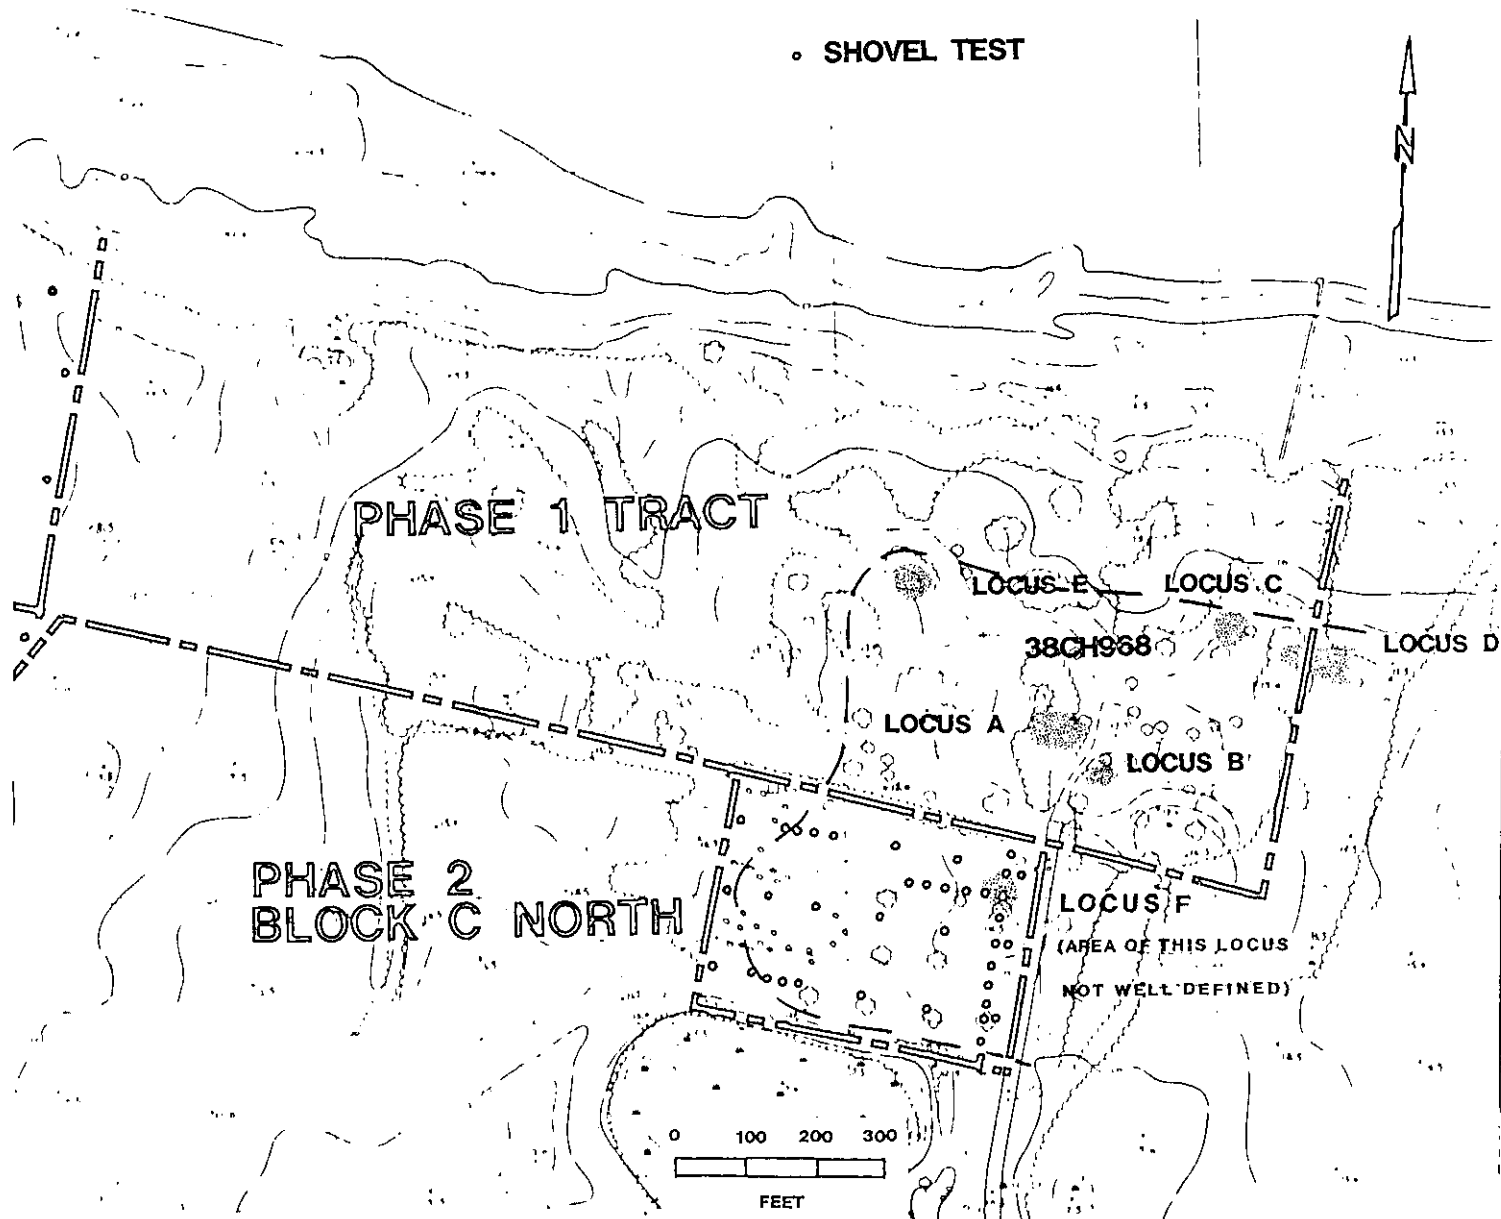 SHOVEL TEST
N
PHASE 1 TRACT
LOCUS E
LOCUS C
38CH968
LOCUS D
LOCUS A
LOCUS B
PHASE 2
BLOCK C NORTH
LOCUS F
(AREA OF THIS LOCUS
NOT WELL DEFINED)
0 100 200 300
FEET